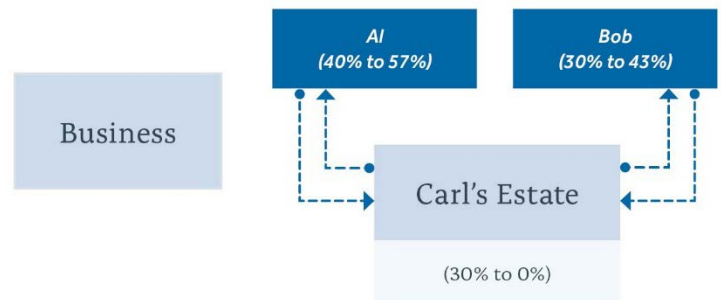 Al
(40% to 57%)
Bob
(30% to 43%)
Business
Carl’s Estate
(30% to 0%)